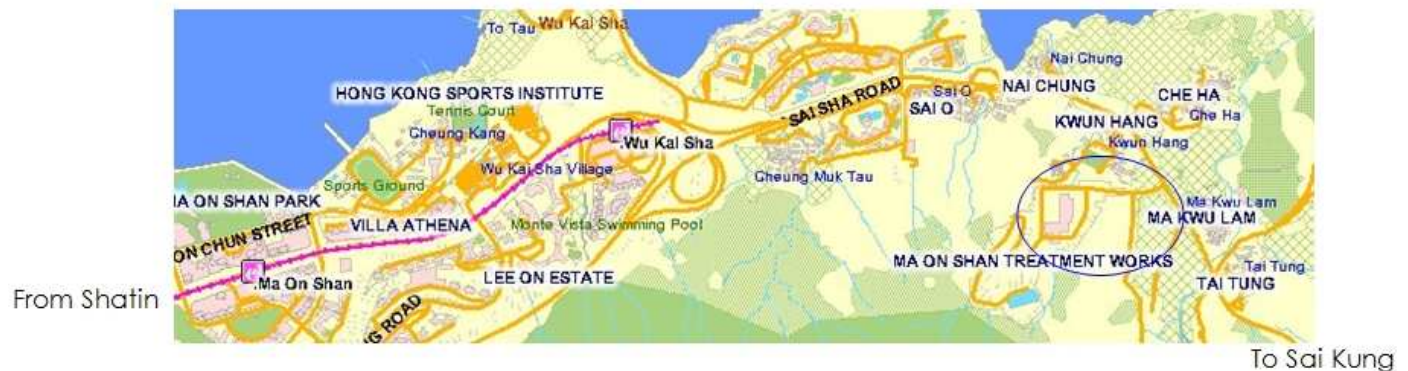 To Tau
Wu Kai Sha
HONG KONG SPORTS INSTITUTE
Tennis Court
Cheung Kang
.Wu Kai Sha
Wu Kai Sha Village
Sports Ground
MA ON SHAN PARK
ON CHUN STREET
VILLA ATHENA
Monte Vista Swimming Pool
.Ma On Shan
LEE ON ESTATE
NG ROAD
SAI SHA ROAD
Cheung Muk Tau
Sai O
SAI O
Nai Chung
NAI CHUNG
CHE HA
Che Ha
KWUN HANG
Kwun Hang
Ma Kwu Lam
MA KWU LAM
MA ON SHAN TREATMENT WORKS
Tai Tung
TAI TUNG
From Shatin
To Sai Kung